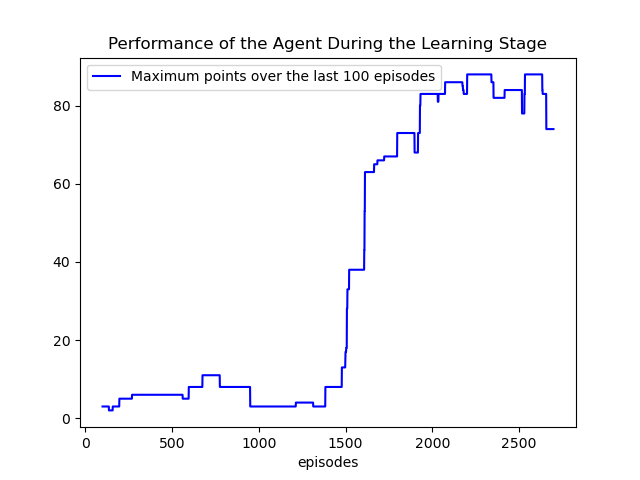 Performance of the Agent During the Learning Stage
Maximum points over the last 100 episodes
80
60
40
20
0
0 500 1000 1500 2000 2500
episodes